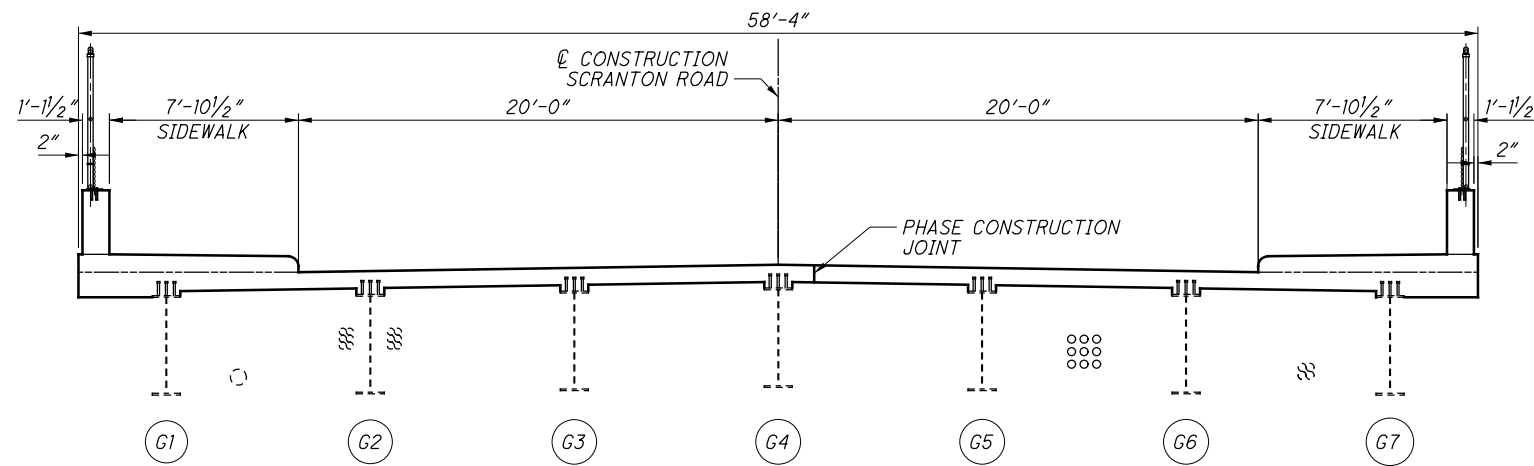 58'-4"
℄ CONSTRUCTION
SCRANTON ROAD
1'-1½"
7'-10½"
SIDEWALK
20'-0"
20'-0"
7'-10½"
SIDEWALK
1'-1½
2"
2"
PHASE CONSTRUCTION
JOINT
G1 G2 G3 G4 G5 G6 G7